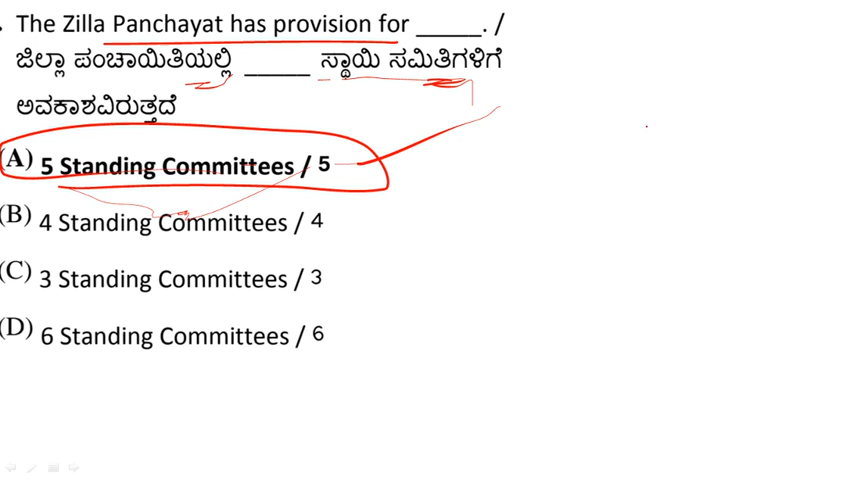 . The Zilla Panchayat has provision for _____. /
ಜಿಲ್ಲಾ ಪಂಚಾಯಿತಿಯಲ್ಲಿ _____ ಸ್ಥಾಯಿ ಸಮಿತಿಗಳಿಗೆ
ಅವಕಾಶವಿರುತ್ತದೆ
(A) 5 Standing Committees / 5
(B) 4 Standing Committees / 4
(C) 3 Standing Committees / 3
(D) 6 Standing Committees / 6